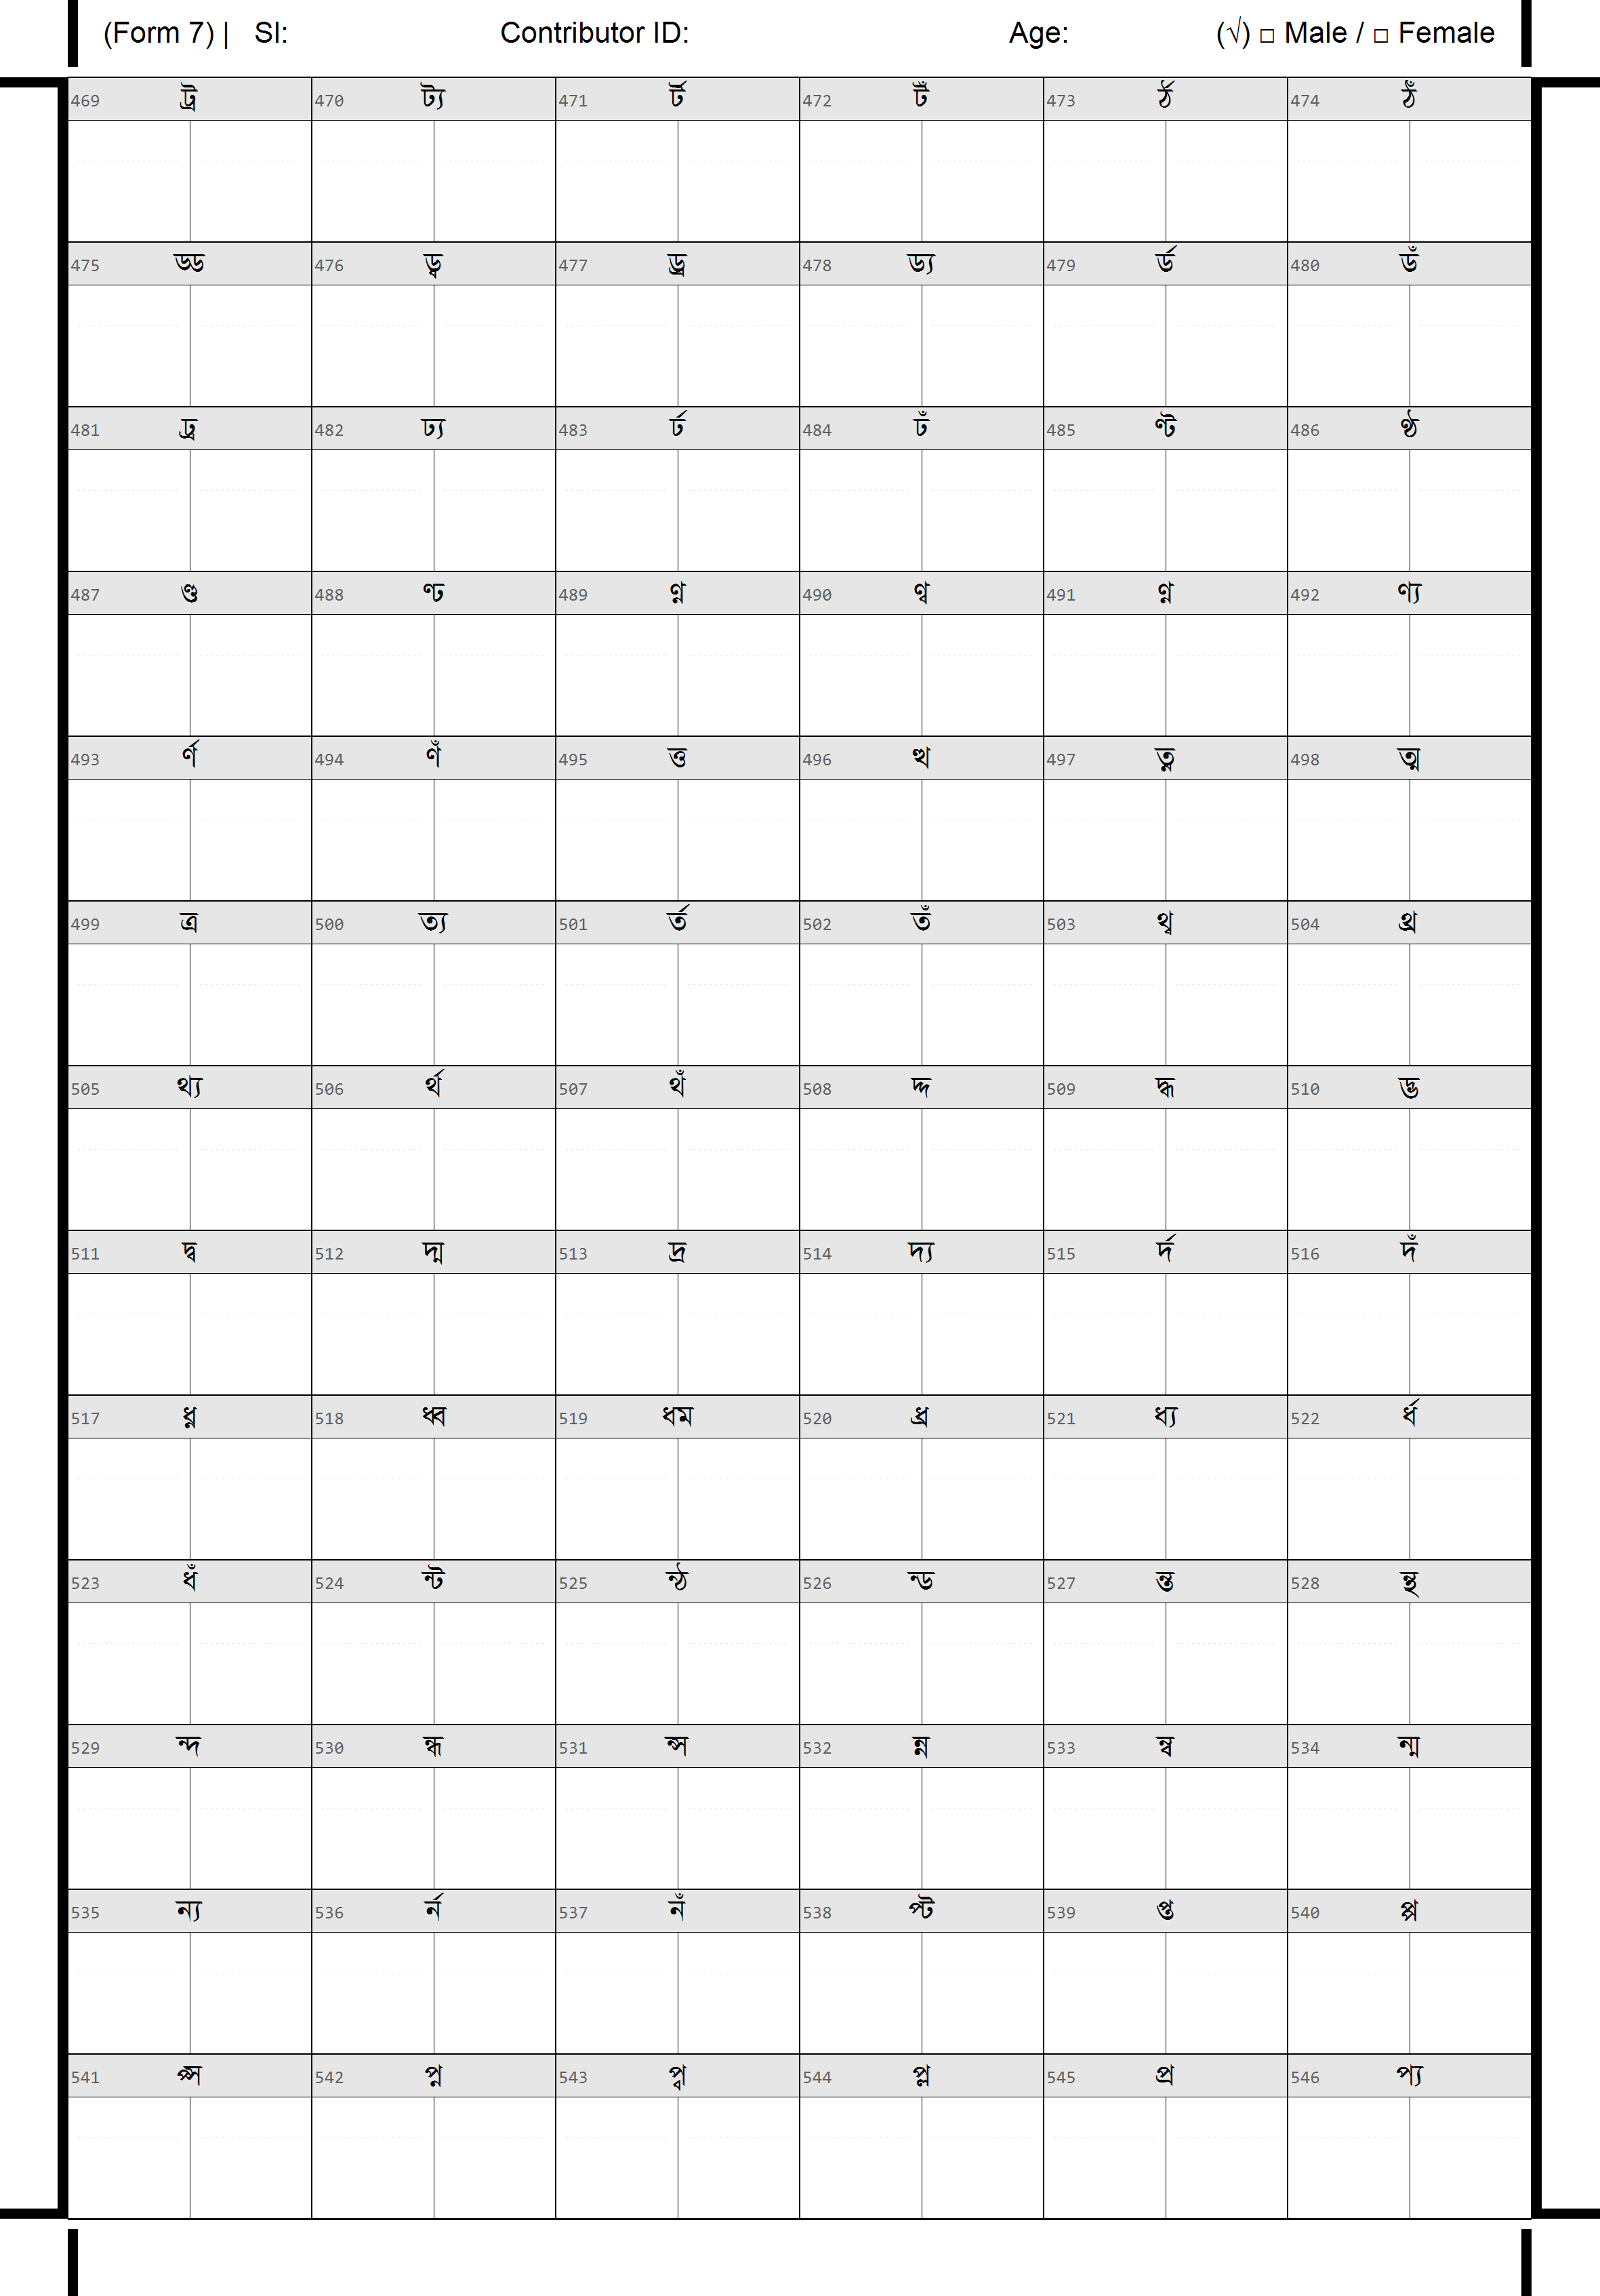 (Form 7) | Sl: Contributor ID: Age: (√) □ Male / □ Female
469 ট্র 470 ট্য 471 র্ট 472 র্টঁ 473 র্ঠ 474 ঠঁ
475 ড্ড 476 ড্ব 477 ড্র 478 ড্য 479 র্ড 480 ডঁ
481 ঢ্র 482 ঢ্য 483 র্ঢ 484 ঢঁ 485 ণ্ট 486 ণ্ঠ
487 ণ্ড 488 ণ্ঢ 489 ণ্ণ 490 ণ্ব 491 ণ্ন 492 ণ্য
493 র্ণ 494 ণঁ 495 ত্ত 496 ত্থ 497 ত্ন 498 ত্ম
499 ত্র 500 ত্য 501 র্ত 502 তঁ 503 থ্ব 504 থ্র
505 থ্য 506 র্থ 507 থঁ 508 দ্দ 509 দ্ধ 510 দ্ভ
511 দ্ব 512 দ্ম 513 দ্র 514 দ্য 515 র্দ 516 দঁ
517 ধ্ন 518 ধ্ব 519 ধম 520 ধ্র 521 ধ্য 522 র্ধ
523 ধঁ 524 ন্ট 525 ন্ঠ 526 ন্ড 527 ন্ত 528 ন্থ
529 ন্দ 530 ন্ধ 531 ন্স 532 ন্ন 533 ন্ব 534 ন্ম
535 ন্য 536 র্ন 537 নঁ 538 প্ট 539 প্ত 540 প্প
541 প্স 542 প্ন 543 প্ব 544 প্ল 545 প্র 546 প্য